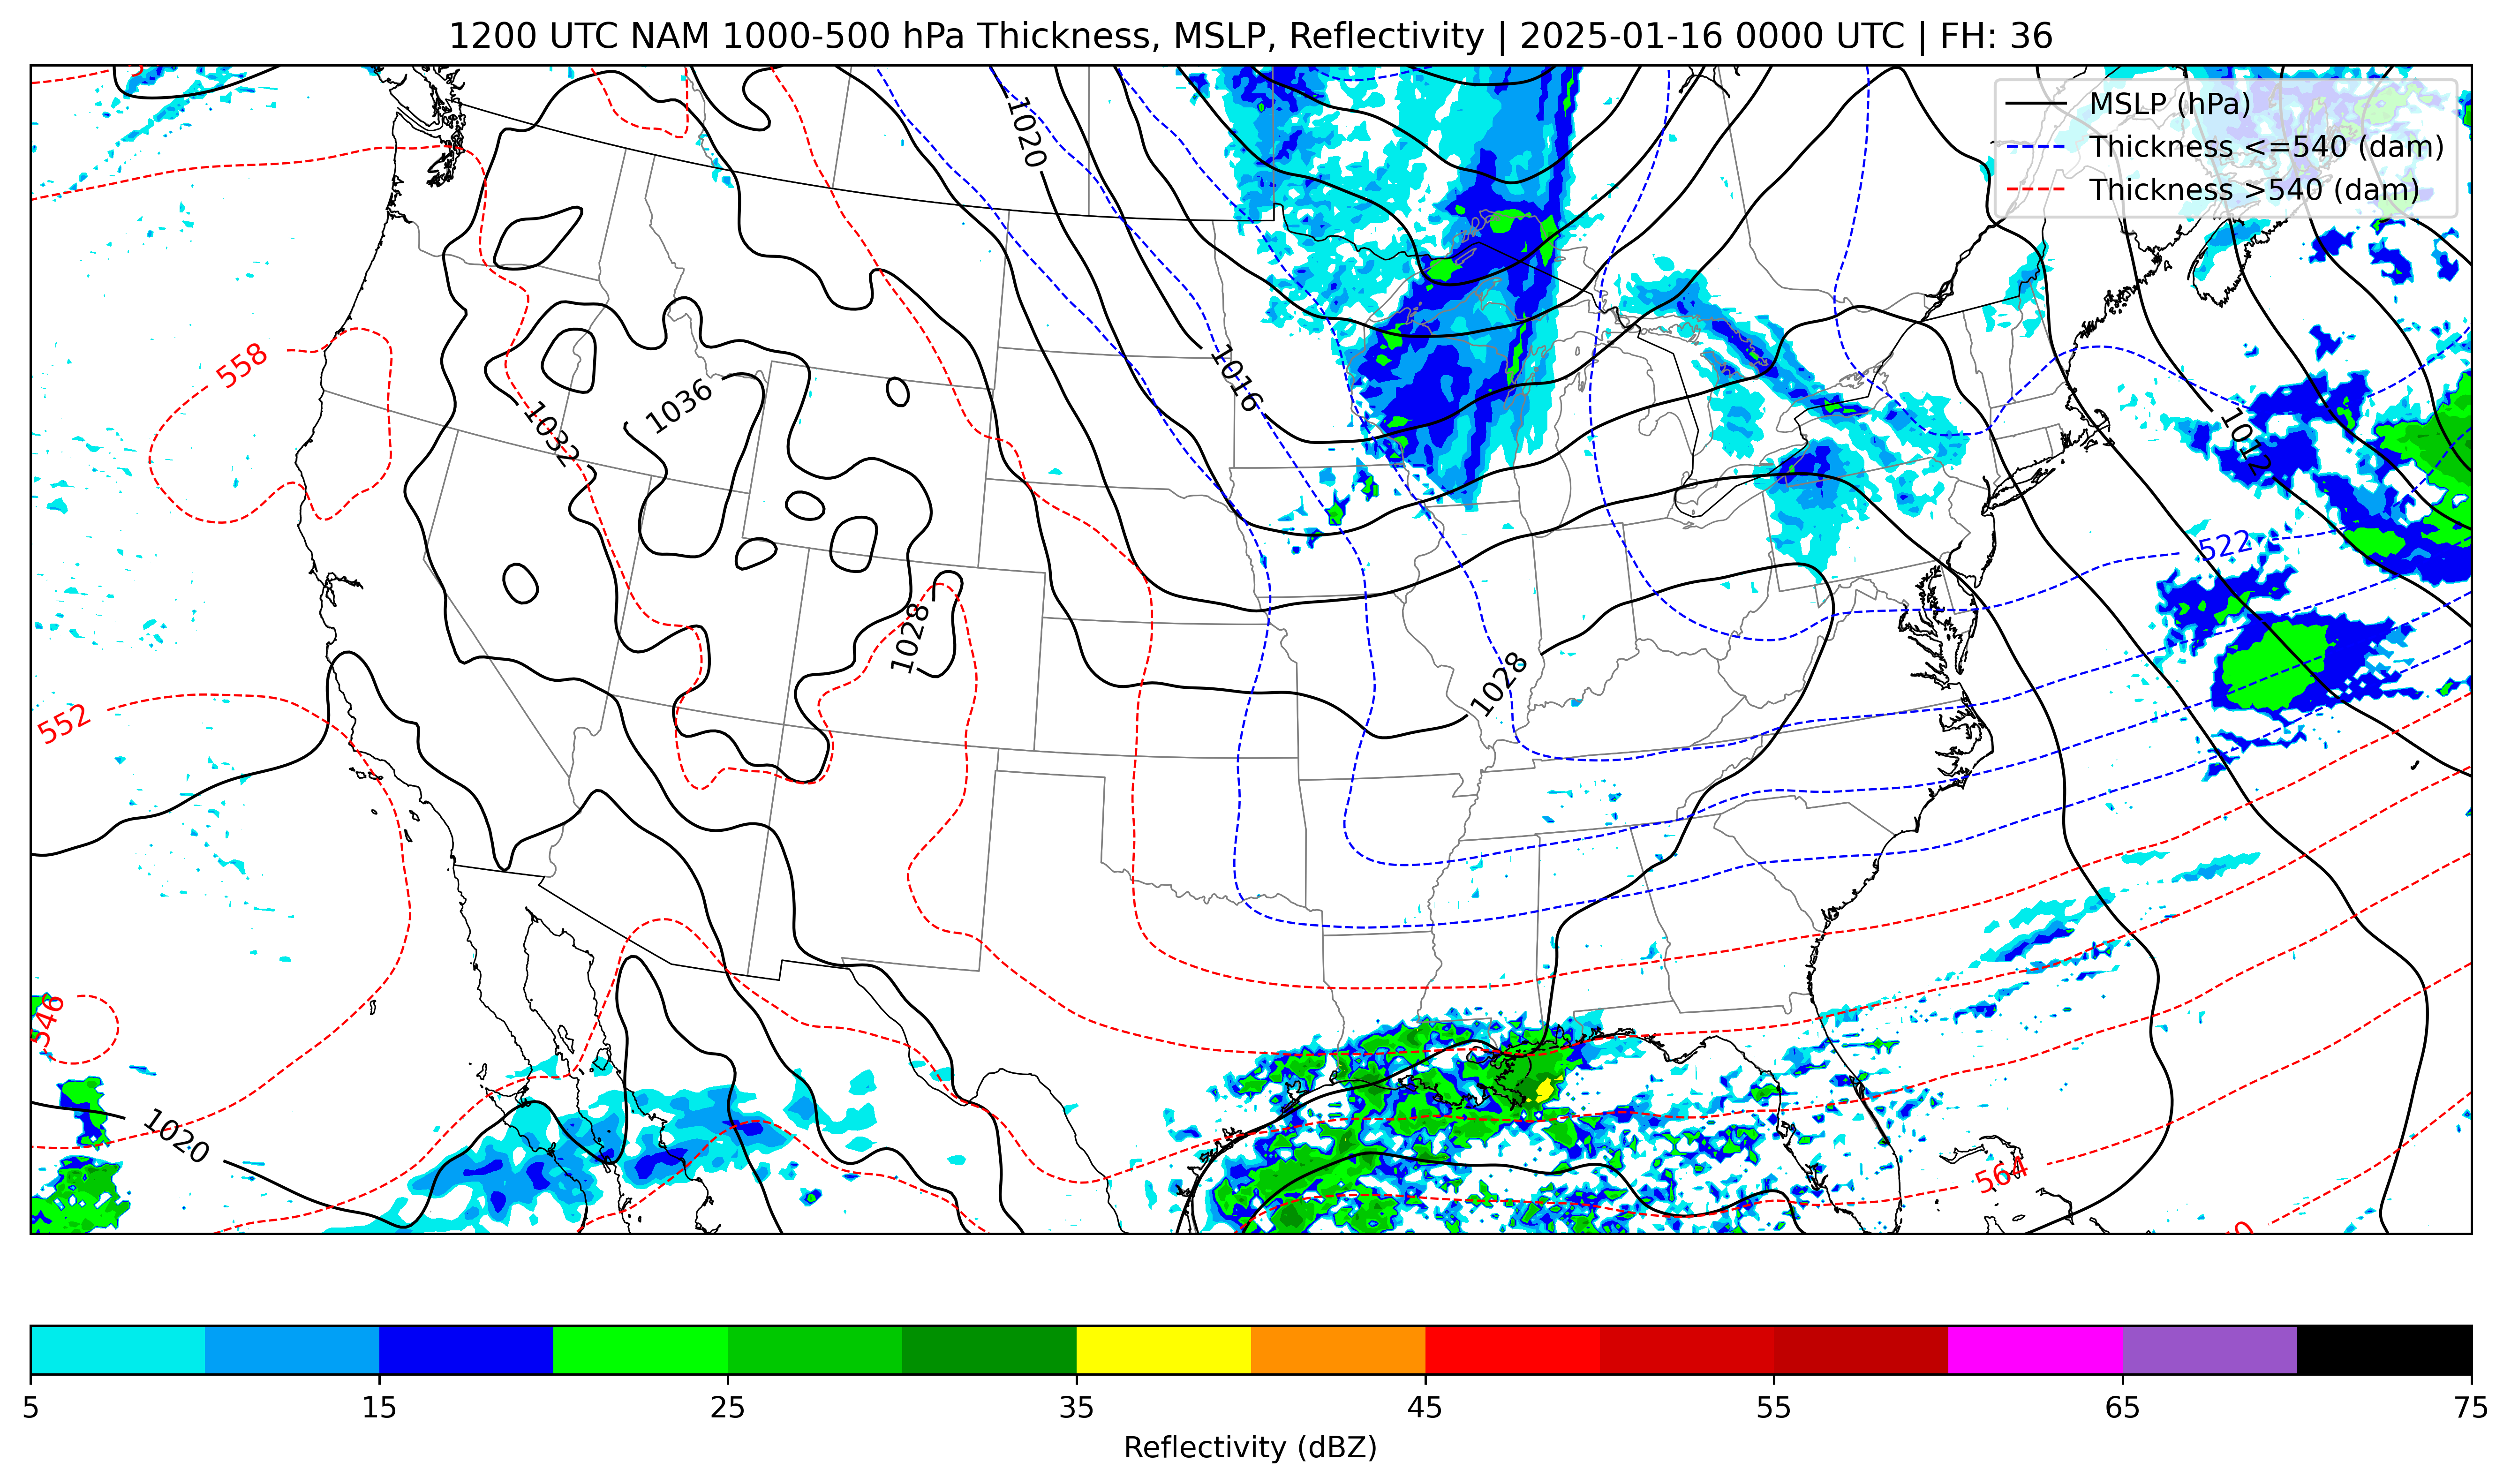 1200 UTC NAM 1000-500 hPa Thickness, MSLP, Reflectivity | 2025-01-16 0000 UTC | FH: 36
MSLP (hPa)
Thickness <=540 (dam)
Thickness >540 (dam)
1020
558
1016
1036
1032
1012
522
1028
1028
552
546
1020
564
5 15 25 35 45 55 65 75
Reflectivity (dBZ)